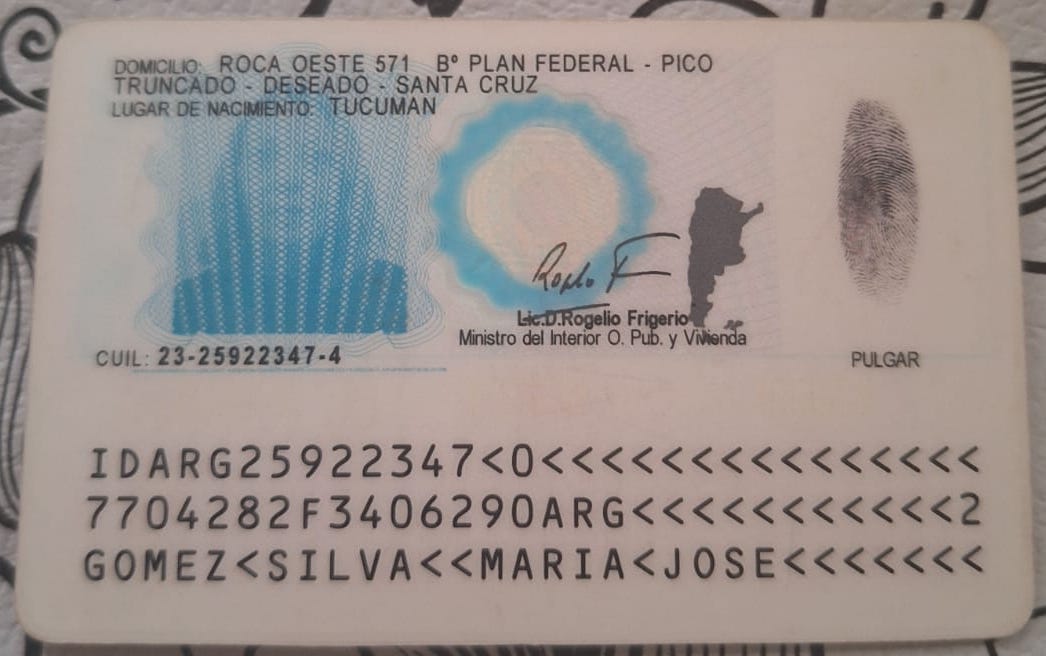 DOMICILIO: ROCA OESTE 571 Bº PLAN FEDERAL - PICO
TRUNCADO - DESEADO - SANTA CRUZ
LUGAR DE NACIMIENTO: TUCUMAN
Lic.D.Rogelio Frigerio
Ministro del Interior O. Pub. y Vivienda
CUIL: 23-25922347-4
PULGAR
IDARG25922347<0<<<<<<<<<<<<<<<
7704282F3406290ARG<<<<<<<<<<<2
GOMEZ<SILVA<<MARIA<JOSE<<<<<<<